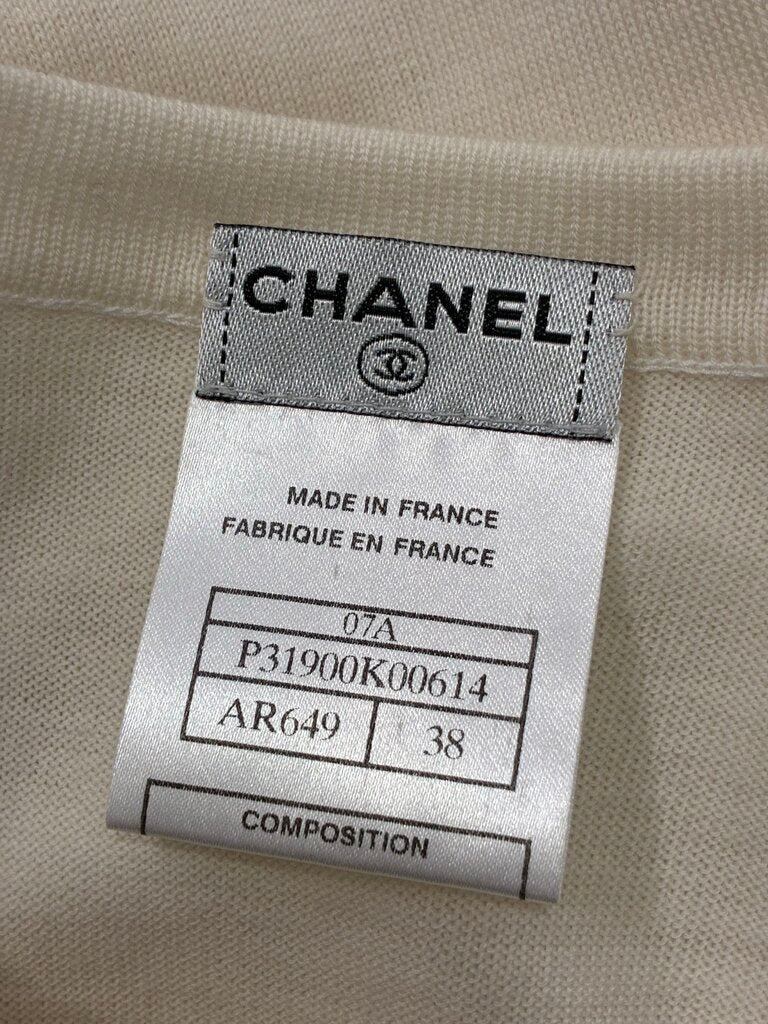 CHANEL
MADE IN FRANCE
FABRIQUE EN FRANCE
07A
P31900K00614
AR649 38
COMPOSITION